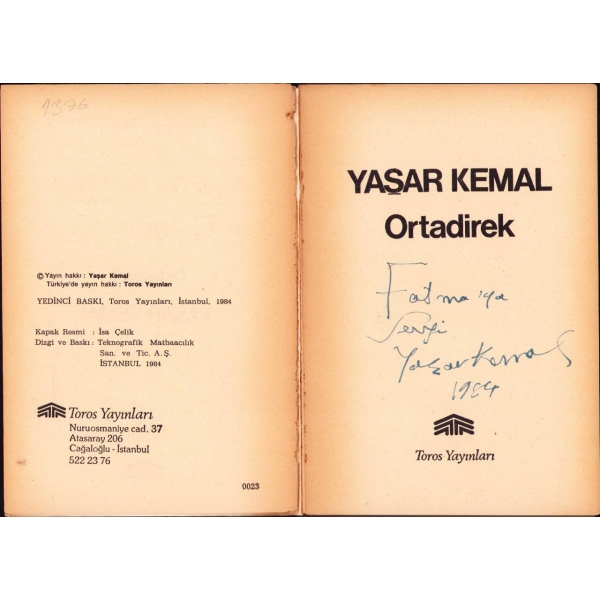 1376
© Yayın hakkı : Yaşar Kemal
Türkiye'de yayın hakkı : Toros Yayınları
YEDİNCİ BASKI, Toros Yayınları, İstanbul, 1984
Kapak Resmi : İsa Çelik
Dizgi ve Baskı : Teknografik Matbaacılık
San. ve Tic. A.Ş.
İSTANBUL 1984
Toros Yayınları
Nuruosmaniye cad. 37
Atasaray 206
Cağaloğlu - İstanbul
522 23 76
0023
YAŞAR KEMAL
Ortadirek
Fatma'ya
Sevgi
Yaşar Kemal
1984
Toros Yayınları